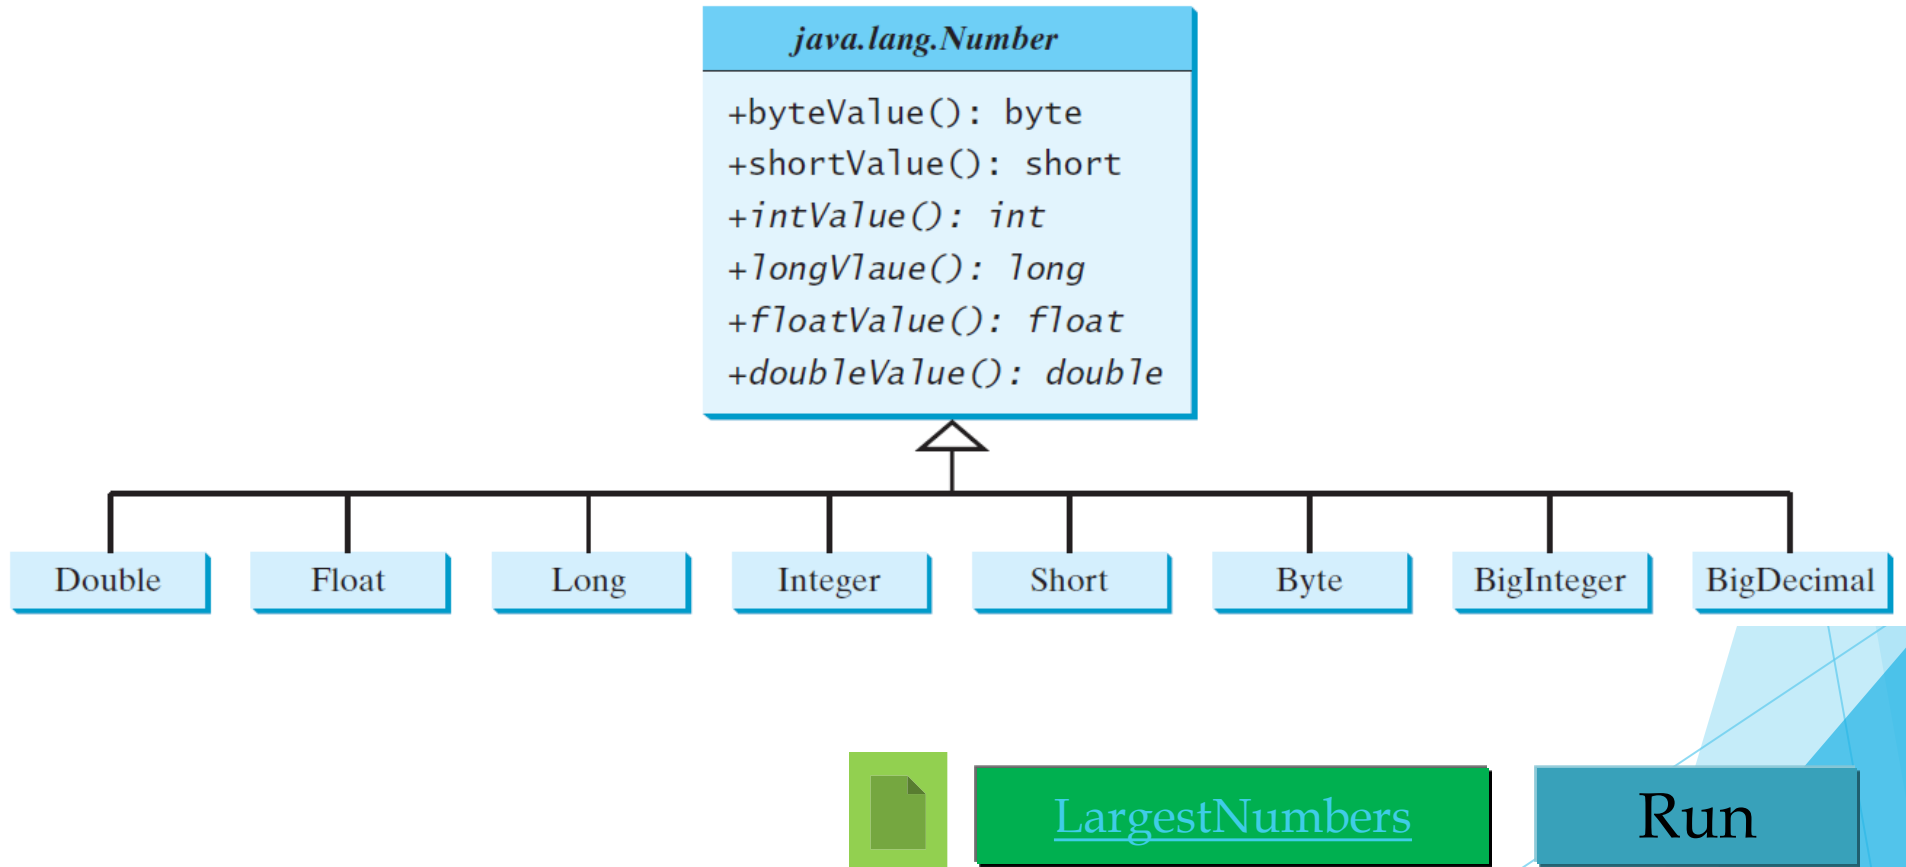 java.lang.Number
+byteValue(): byte
+shortValue(): short
+intValue(): int
+longVlaue(): long
+floatValue(): float
+doubleValue(): double
Double Float Long Integer Short Byte BigInteger BigDecimal
LargestNumbers Run